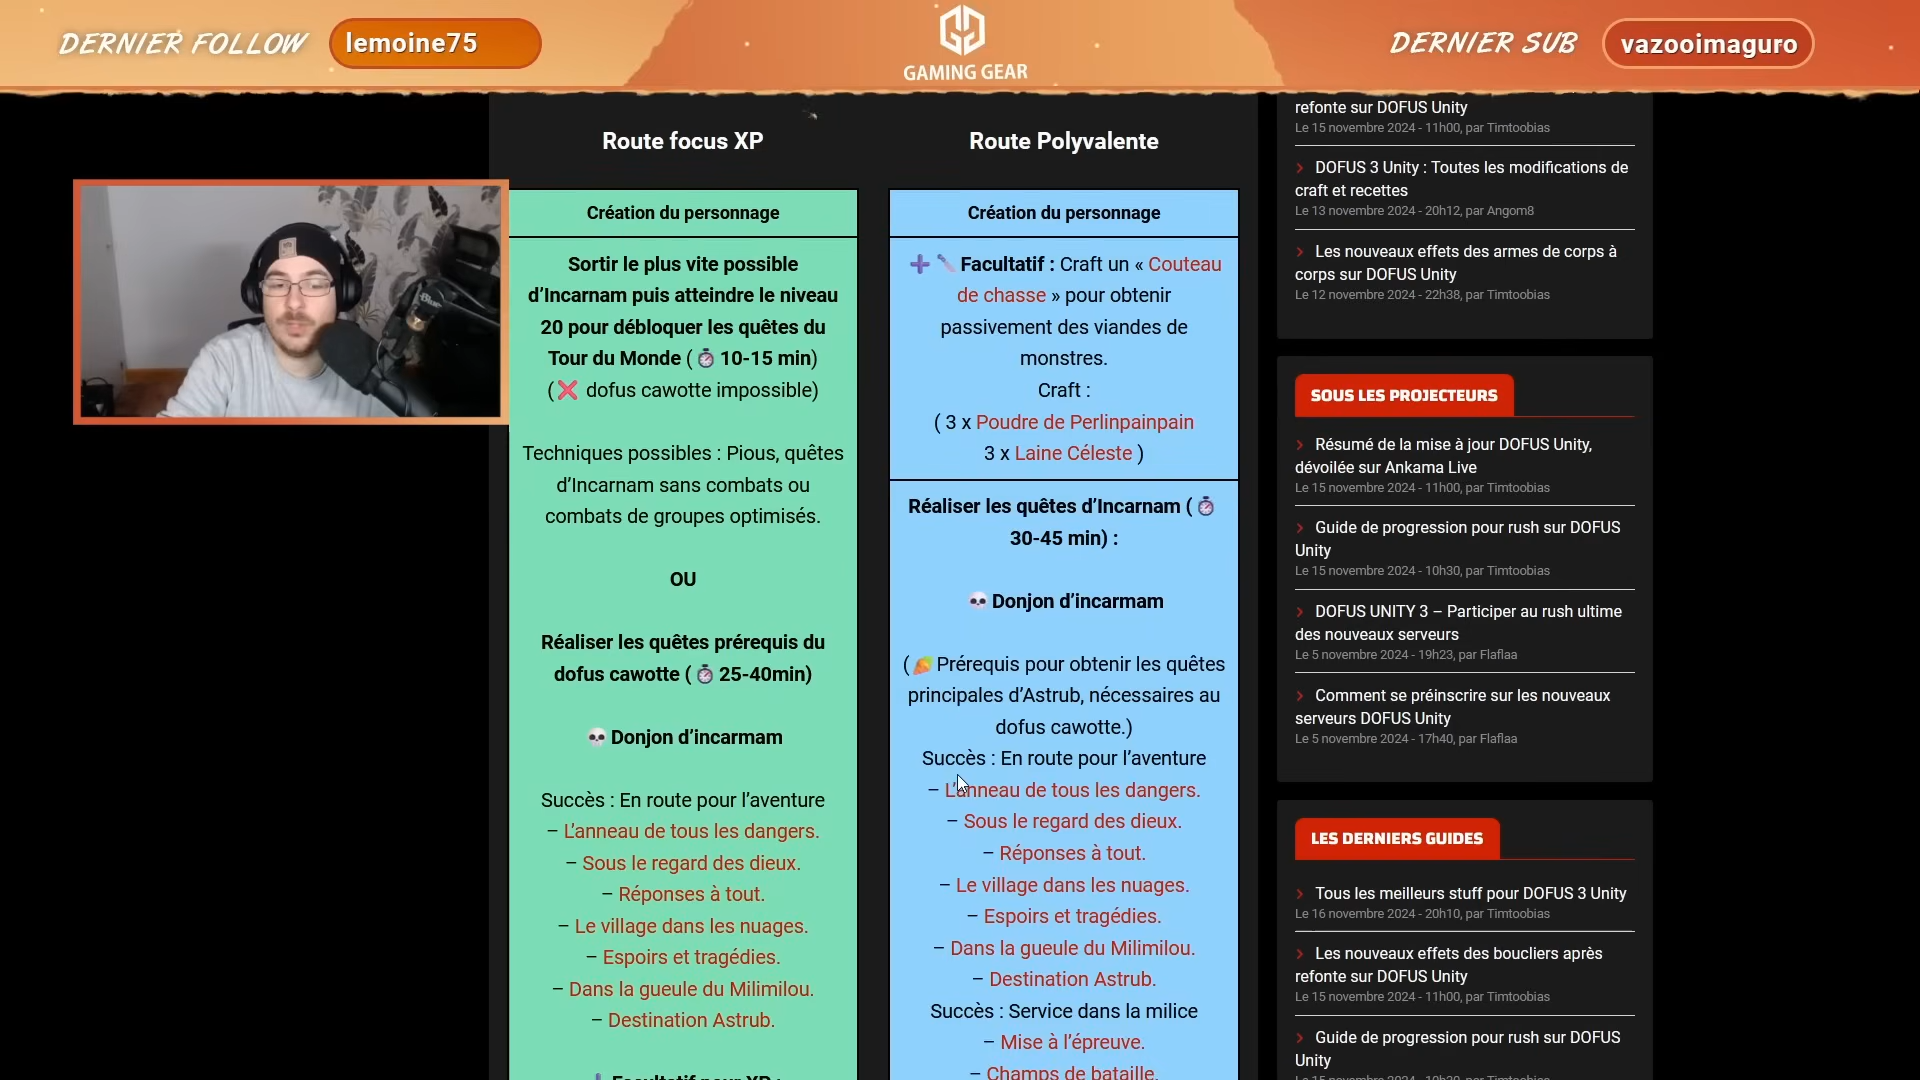 DERNIER FOLLOW
lemoine75
GAMING GEAR
DERNIER SUB
vazooimaguro
Route focus XP
Création du personnage
Sortir le plus vite possible
d’Incarnam puis atteindre le niveau
20 pour débloquer les quêtes du
Tour du Monde (⏱ 10-15 min)
(❌ dofus cawotte impossible)
Techniques possibles : Pious, quêtes
d’Incarnam sans combats ou
combats de groupes optimisés.
OU
Réaliser les quêtes prérequis du
dofus cawotte (⏱ 25-40min)
💀Donjon d’incarmam
Succès : En route pour l’aventure
– L’anneau de tous les dangers.
– Sous le regard des dieux.
– Réponses à tout.
– Le village dans les nuages.
– Espoirs et tragédies.
– Dans la gueule du Milimilou.
– Destination Astrub.
Facultatif pour XP :
Route Polyvalente
Création du personnage
➕🔪Facultatif : Craft un « Couteau
de chasse » pour obtenir
passivement des viandes de
monstres.
Craft :
( 3 x Poudre de Perlinpainpain
3 x Laine Céleste )
Réaliser les quêtes d’Incarnam (⏱
30-45 min) :
💀Donjon d’incarmam
(Prérequis pour obtenir les quêtes
principales d’Astrub, nécessaires au
dofus cawotte.)
Succès : En route pour l’aventure
– L’anneau de tous les dangers.
– Sous le regard des dieux.
– Réponses à tout.
– Le village dans les nuages.
– Espoirs et tragédies.
– Dans la gueule du Milimilou.
– Destination Astrub.
Succès : Service dans la milice
– Mise à l’épreuve.
– Champs de bataille.
refonte sur DOFUS Unity
Le 15 novembre 2024 - 11h00, par Timtoobias
DOFUS 3 Unity : Toutes les modifications de
craft et recettes
Le 13 novembre 2024 - 20h12, par Angom8
Les nouveaux effets des armes de corps à
corps sur DOFUS Unity
Le 12 novembre 2024 - 22h38, par Timtoobias
SOUS LES PROJECTEURS
Résumé de la mise à jour DOFUS Unity,
dévoilée sur Ankama Live
Le 15 novembre 2024 - 11h00, par Timtoobias
Guide de progression pour rush sur DOFUS
Unity
Le 15 novembre 2024 - 10h30, par Timtoobias
DOFUS UNITY 3 – Participer au rush ultime
des nouveaux serveurs
Le 5 novembre 2024 - 19h23, par Flaflaa
Comment se préinscrire sur les nouveaux
serveurs DOFUS Unity
Le 5 novembre 2024 - 17h40, par Flaflaa
LES DERNIERS GUIDES
Tous les meilleurs stuff pour DOFUS 3 Unity
Le 16 novembre 2024 - 20h10, par Timtoobias
Les nouveaux effets des boucliers après
refonte sur DOFUS Unity
Le 15 novembre 2024 - 11h00, par Timtoobias
Guide de progression pour rush sur DOFUS
Unity
Le 15 novembre 2024 - 10h30, par Timtoobias